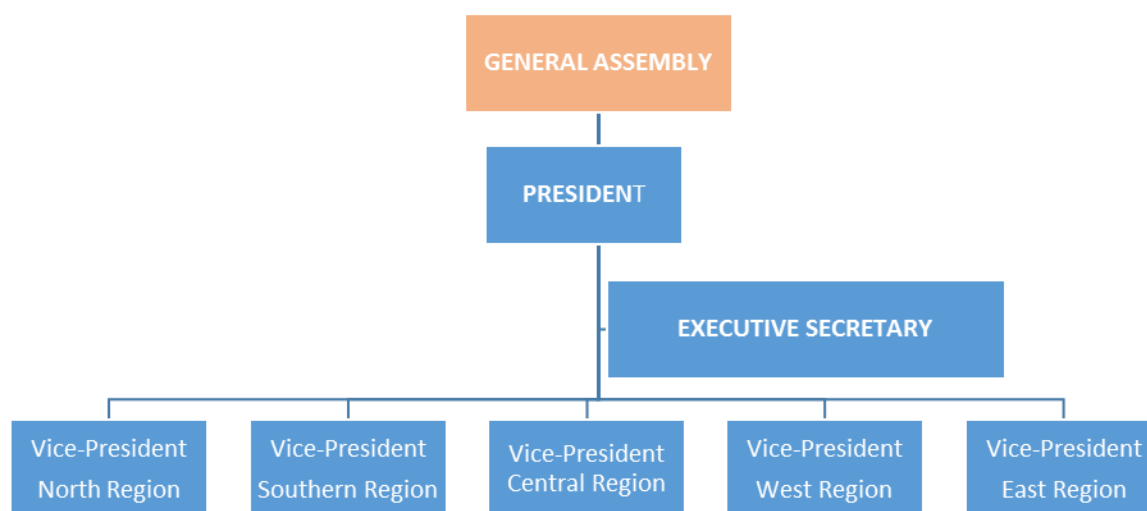 GENERAL ASSEMBLY
PRESIDENT
EXECUTIVE SECRETARY
Vice-President
North Region
Vice-President
Southern Region
Vice-President
Central Region
Vice-President
West Region
Vice-President
East Region